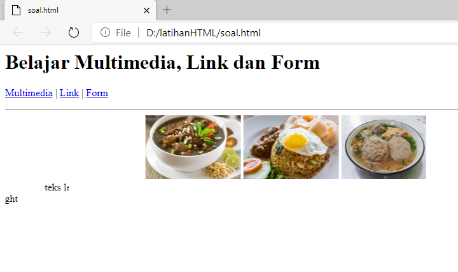 soal.html
File | D:/latihanHTML/soal.html
Belajar Multimedia, Link dan Form
Multimedia | Link | Form
teks le
ght